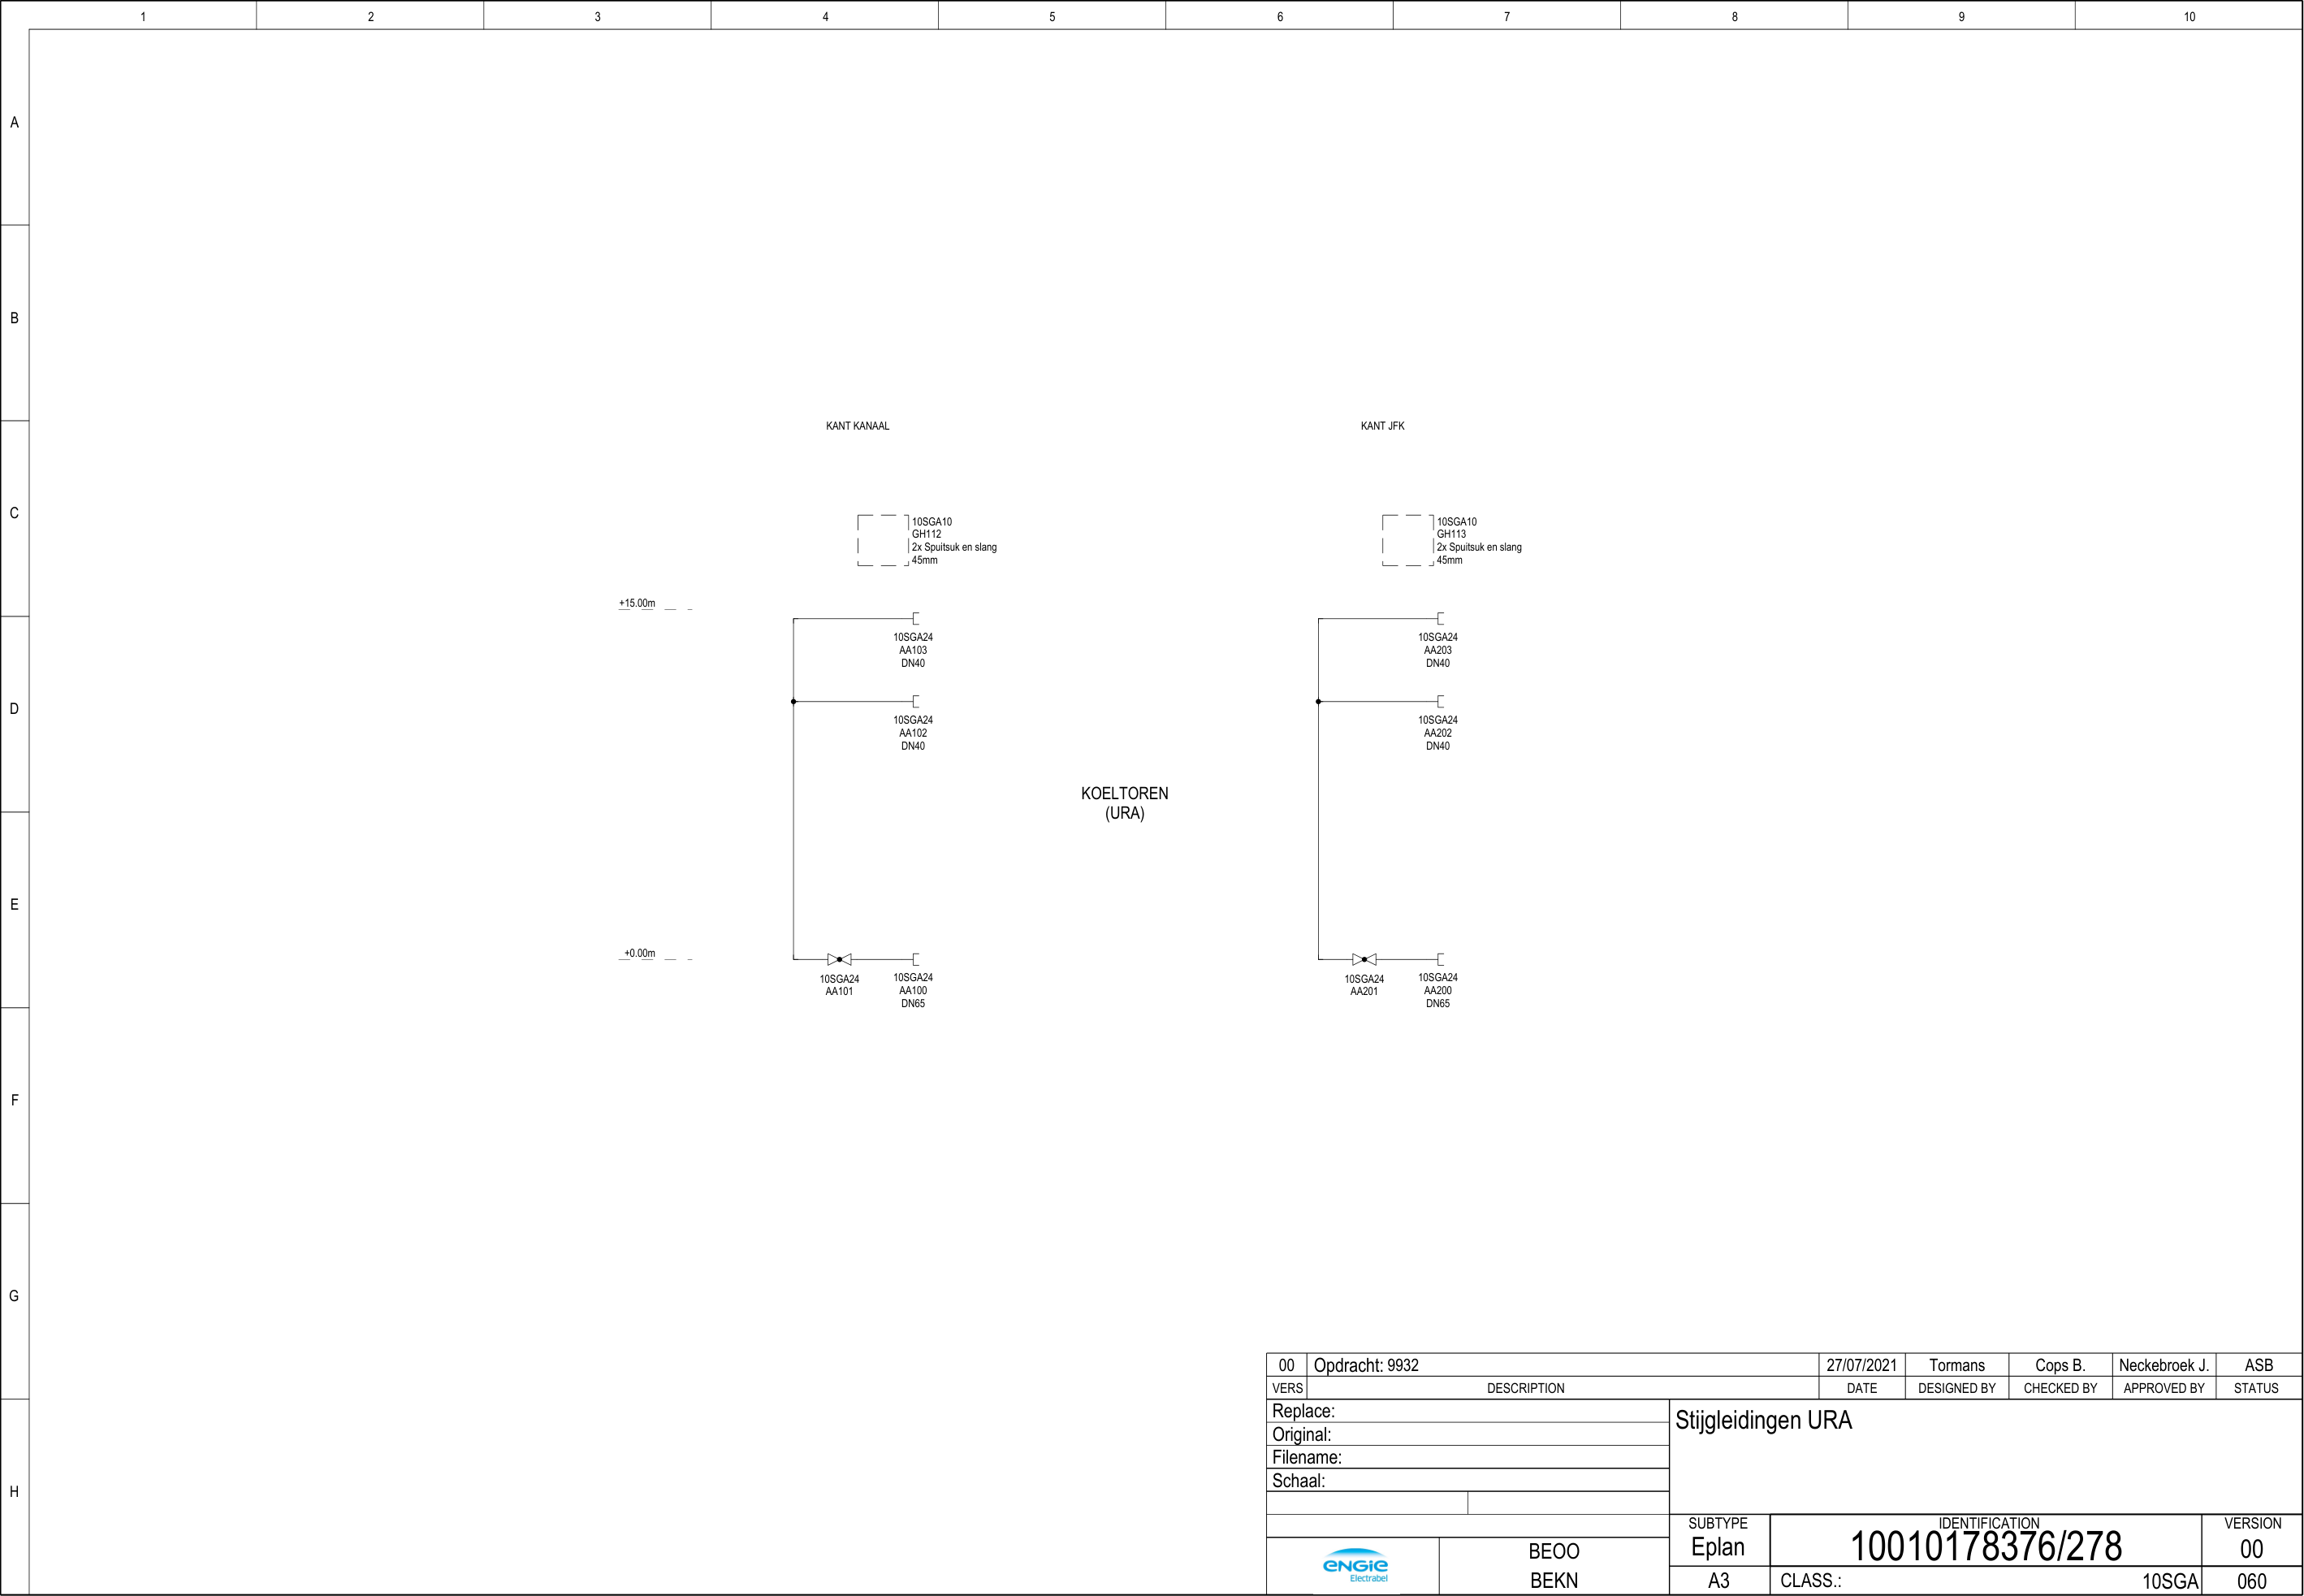 1 2 3 4 5 6 7 8 9 10
A
B
C
D
E
F
G
H
KANT KANAAL
KANT JFK
10SGA10
GH112
2x Spuitsuk en slang
45mm
10SGA10
GH113
2x Spuitsuk en slang
45mm
+15.00m
10SGA24
AA103
DN40
10SGA24
AA203
DN40
10SGA24
AA102
DN40
10SGA24
AA202
DN40
KOELTOREN
(URA)
+0.00m
10SGA24
AA101
10SGA24
AA100
DN65
10SGA24
AA201
10SGA24
AA200
DN65
00 Opdracht: 9932 27/07/2021 Tormans Cops B. Neckebroek J. ASB
VERS DESCRIPTION DATE DESIGNED BY CHECKED BY APPROVED BY STATUS
Replace:
Original:
Filename:
Schaal:
Stijgleidingen URA
SUBTYPE
Eplan
IDENTIFICATION
10010178376/278
VERSION
00
ENGIE
Electrabel
BEOO
BEKN
A3
CLASS.:
10SGA
060